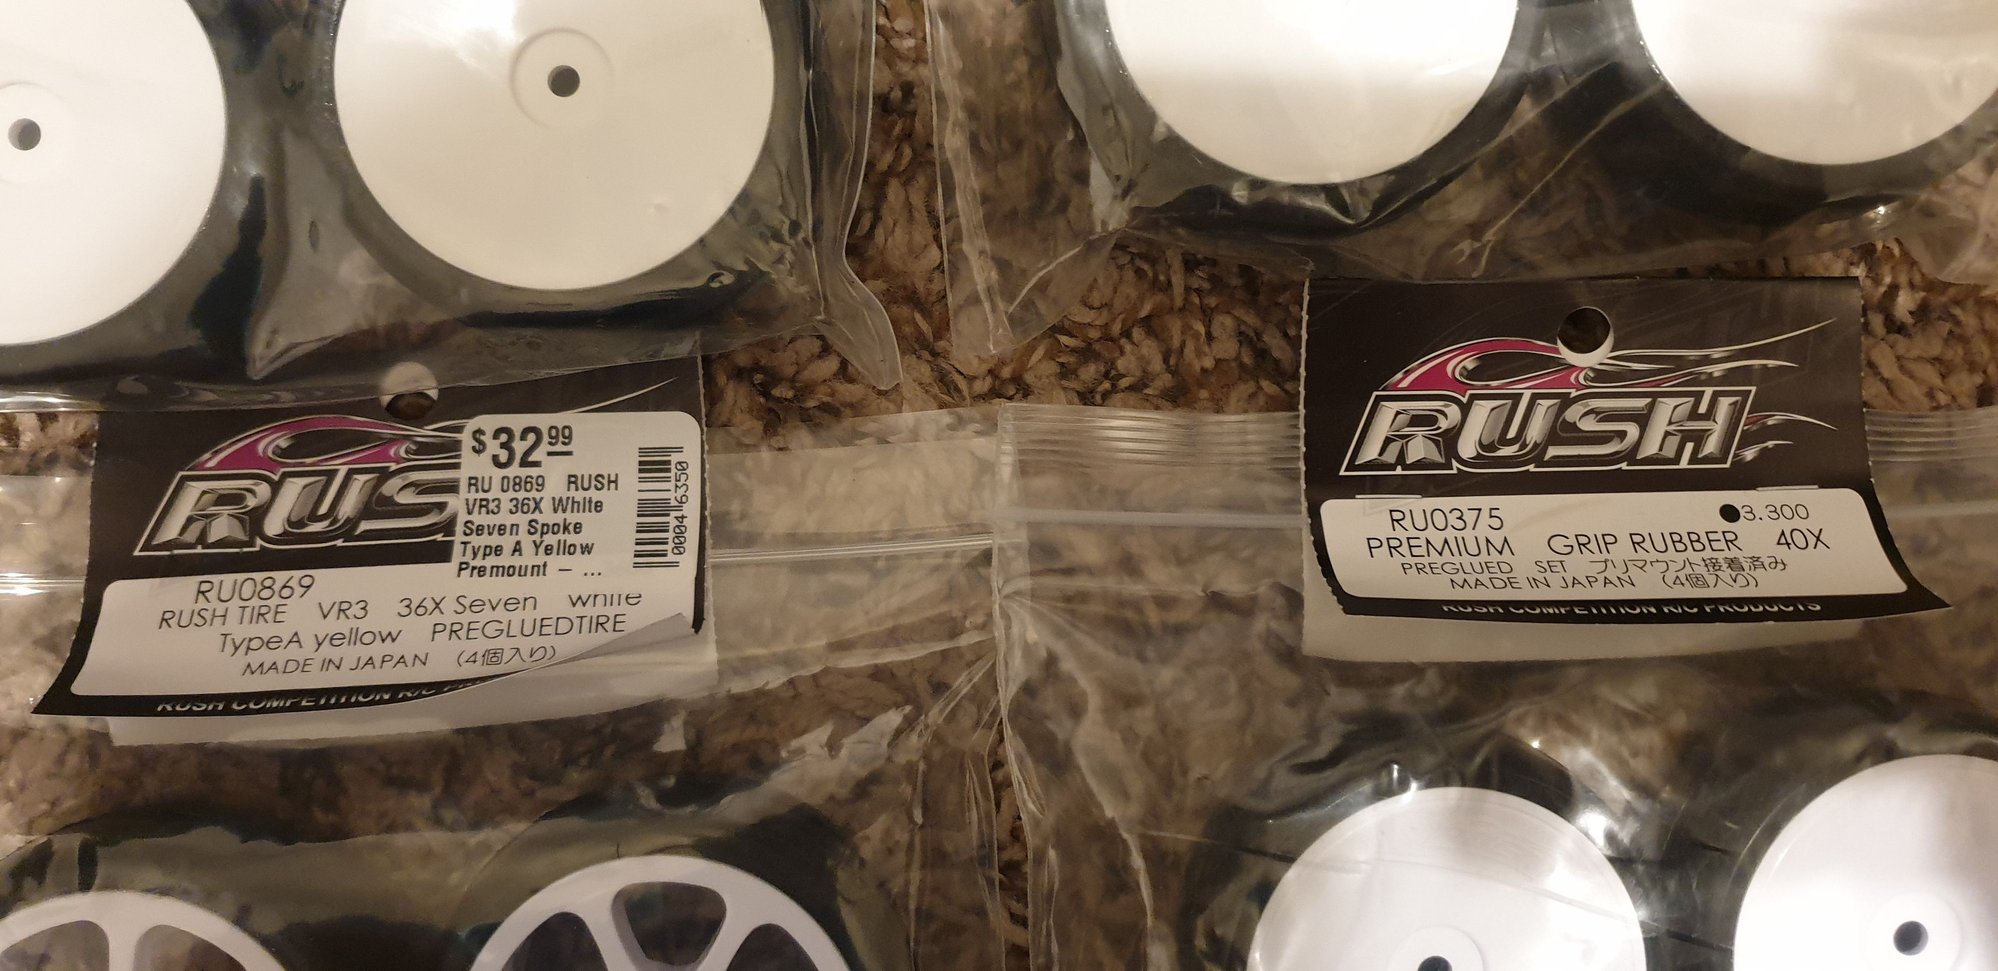 RUS
$32.99
RU 0869 RUSH
VR3 36X White
Seven Spoke
Type A Yellow
Premount – ...
000416350
RU0869
RUSH TIRE VR3 36X Seven White
TypeA yellow PREGLUEDTIRE
MADE IN JAPAN (4個入り)
RUSH COMPETITION R/C
RUSH
RU0375 ●3.300
PREMIUM GRIP RUBBER 40X
PREGLUED SET プリマウント接着済み
MADE IN JAPAN (4個入り)
RUSH COMPETITION R/C PRODUCTS